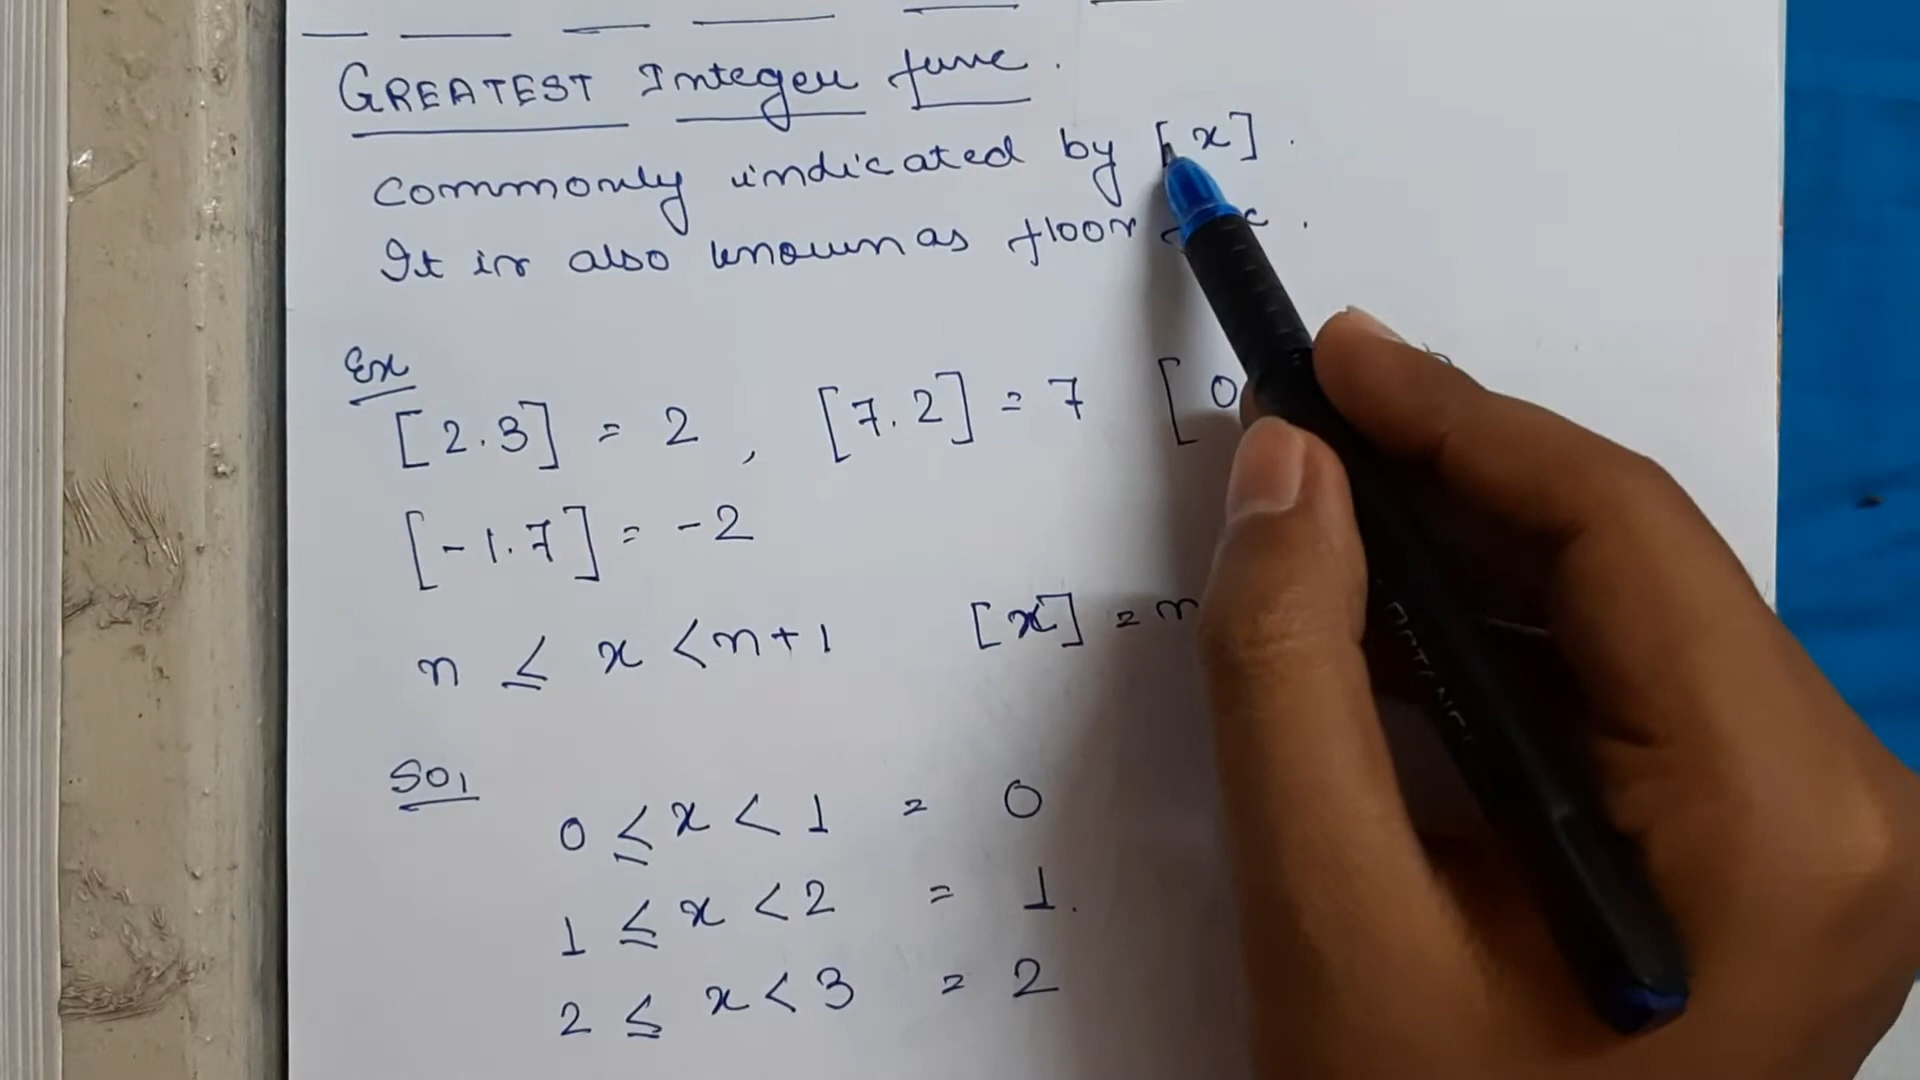 GREATEST Integer func.
Commonly indicated by [x].
It is also known as floor
Ex
[2.3] = 2, [7.2] = 7 [0
[-1.7] = -2
n ≤ x < n+1 [x] = n
Sol
0 ≤ x < 1 = 0
1 ≤ x < 2 = 1.
2 ≤ x < 3 = 2